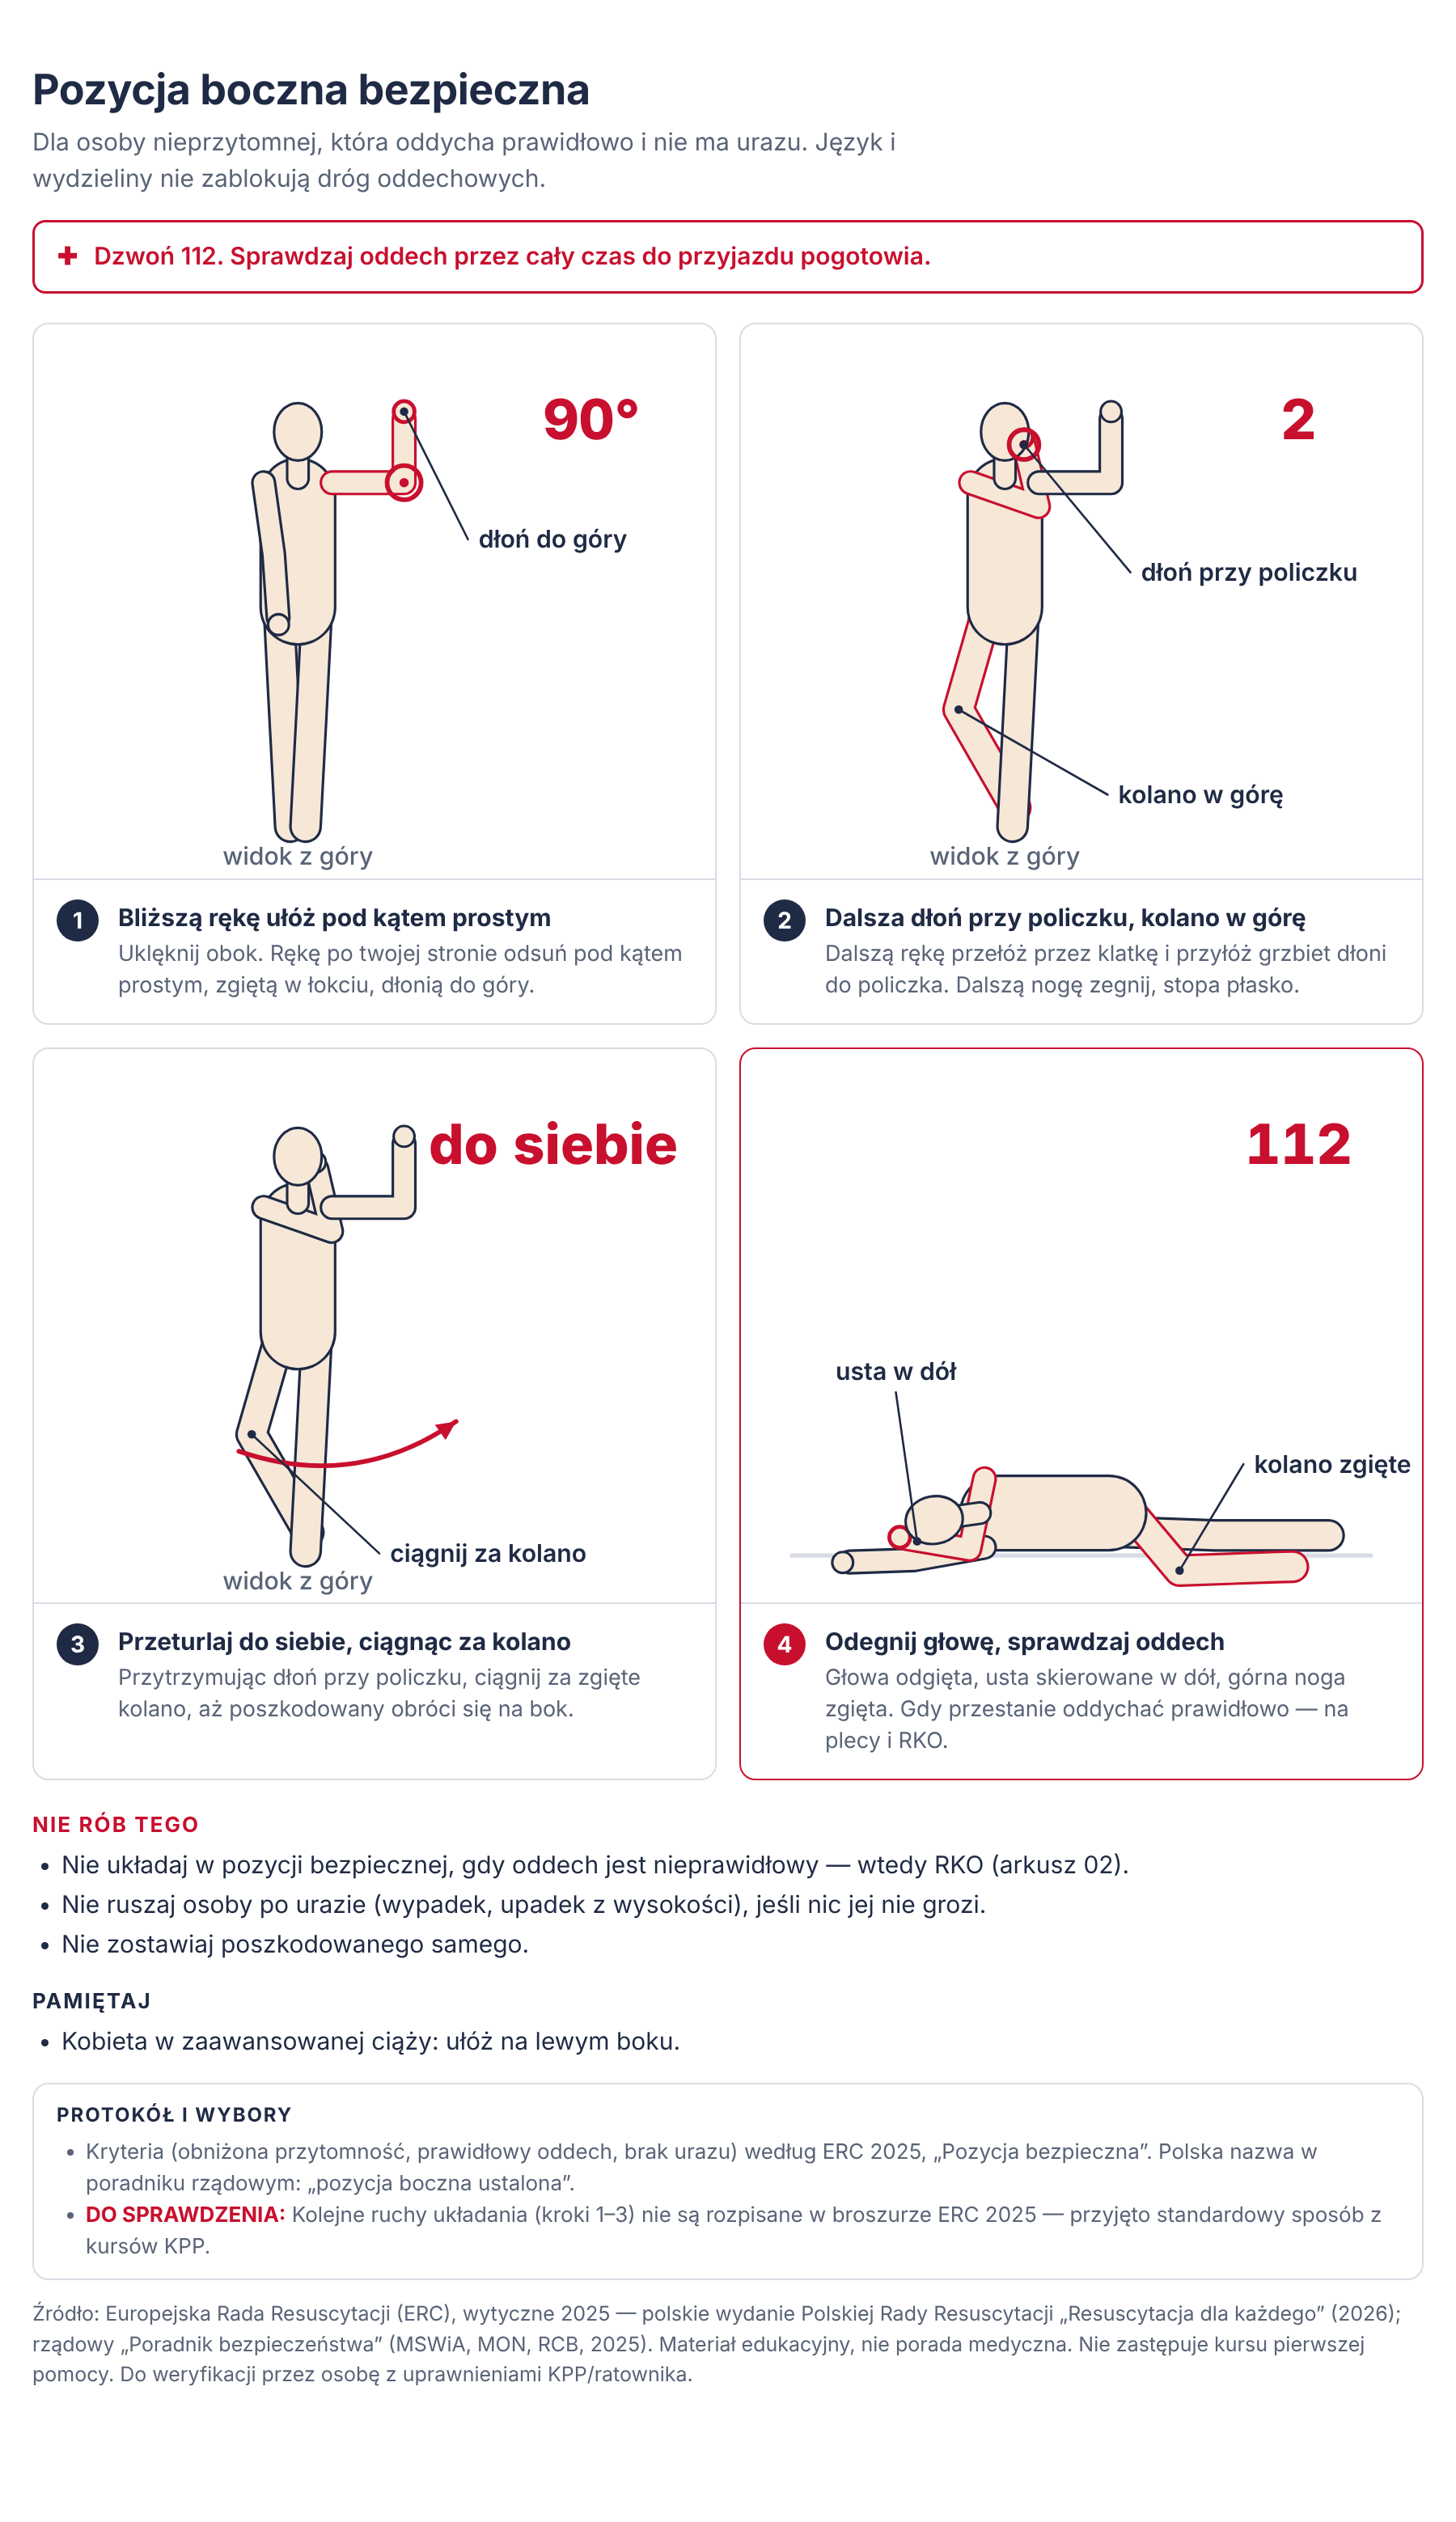 Pozycja boczna bezpieczna
Dla osoby nieprzytomnej, która oddycha prawidłowo i nie ma urazu. Język i
wydzieliny nie zablokują dróg oddechowych.
✚ Dzwoń 112. Sprawdzaj oddech przez cały czas do przyjazdu pogotowia.
90°
dłoń do góry
widok z góry
1 Bliższą rękę ułóż pod kątem prostym
Uklęknij obok. Rękę po twojej stronie odsuń pod kątem
prostym, zgiętą w łokciu, dłonią do góry.
2
dłoń przy policzku
kolano w górę
widok z góry
2 Dalsza dłoń przy policzku, kolano w górę
Dalszą rękę przełóż przez klatkę i przyłóż grzbiet dłoni
do policzka. Dalszą nogę zegnij, stopa płasko.
do siebie
ciągnij za kolano
widok z góry
3 Przeturlaj do siebie, ciągnąc za kolano
Przytrzymując dłoń przy policzku, ciągnij za zgięte
kolano, aż poszkodowany obróci się na bok.
112
usta w dół
kolano zgięte
4 Odegnij głowę, sprawdzaj oddech
Głowa odgięta, usta skierowane w dół, górna noga
zgięta. Gdy przestanie oddychać prawidłowo — na
plecy i RKO.
NIE RÓB TEGO
• Nie układaj w pozycji bezpiecznej, gdy oddech jest nieprawidłowy — wtedy RKO (arkusz 02).
• Nie ruszaj osoby po urazie (wypadek, upadek z wysokości), jeśli nic jej nie grozi.
• Nie zostawiaj poszkodowanego samego.
PAMIĘTAJ
• Kobieta w zaawansowanej ciąży: ułóż na lewym boku.
PROTOKÓŁ I WYBORY
• Kryteria (obniżona przytomność, prawidłowy oddech, brak urazu) według ERC 2025, „Pozycja bezpieczna”. Polska nazwa w
poradniku rządowym: „pozycja boczna ustalona”.
• DO SPRAWDZENIA: Kolejne ruchy układania (kroki 1–3) nie są rozpisane w broszurze ERC 2025 — przyjęto standardowy sposób z
kursów KPP.
Źródło: Europejska Rada Resuscytacji (ERC), wytyczne 2025 — polskie wydanie Polskiej Rady Resuscytacji „Resuscytacja dla każdego” (2026);
rządowy „Poradnik bezpieczeństwa” (MSWiA, MON, RCB, 2025). Materiał edukacyjny, nie porada medyczna. Nie zastępuje kursu pierwszej
pomocy. Do weryfikacji przez osobę z uprawnieniami KPP/ratownika.